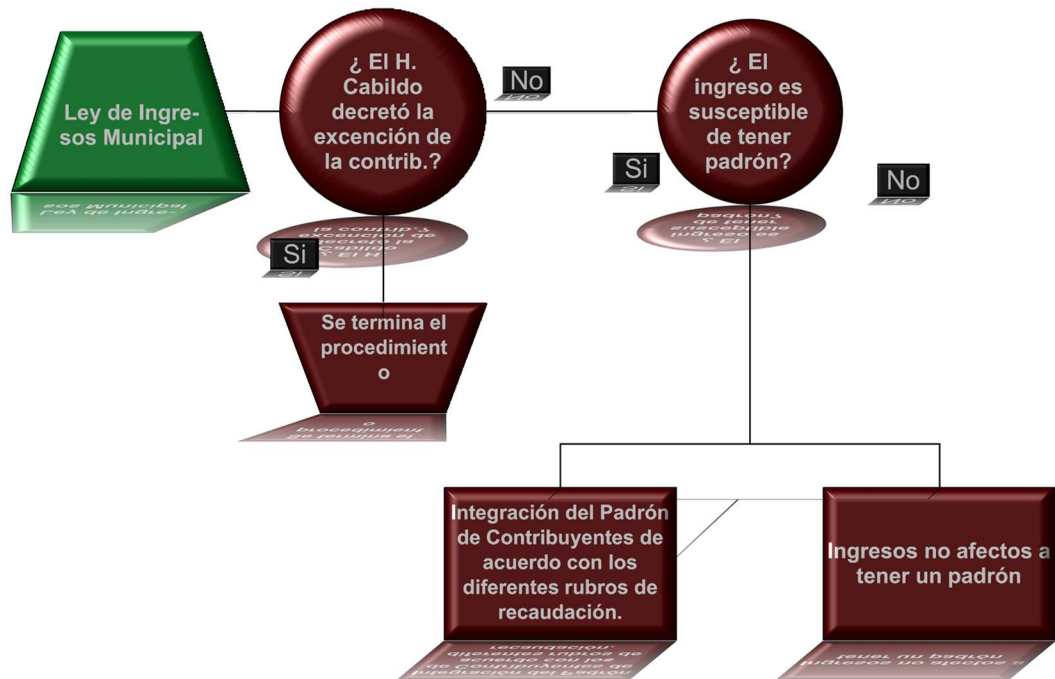 Ley de Ingre-
sos Municipal
¿ El H.
Cabildo
decretó la
excención de
la contrib.?
No
¿ El
ingreso es
susceptible
de tener
padrón?
Si
No
Si
Se termina el
procedimient
o
Integración del Padrón
de Contribuyentes de
acuerdo con los
diferentes rubros de
recaudación.
Ingresos no afectos a
tener un padrón